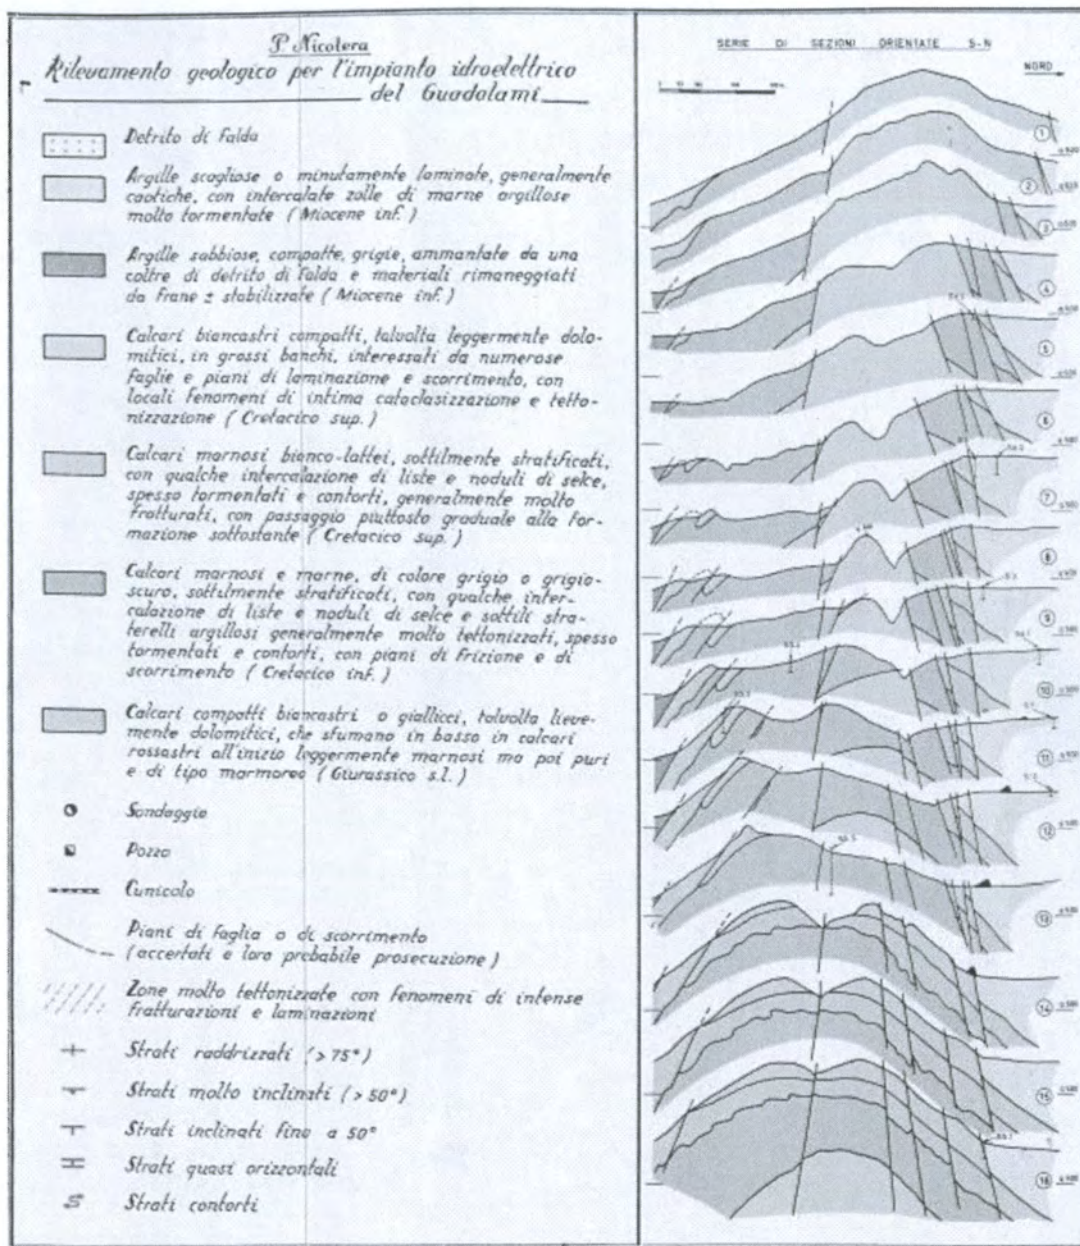 P. Nicotera
Rilevamento geologico per l'impianto idroelettrico
del Guadalami
Detrito di falda
Argille scagliose o minutamente laminate, generalmente
caotiche, con intercalate zolle di marne argillose
molto tormentate (Miocene inf.)
Argille sabbiose, compatte, grigie, ammantate da una
coltre di detrito di falda e materiali rimaneggiati
da frane ± stabilizzate (Miocene inf.)
Calcari biancastri compatti, talvolta leggermente dolo-
mitici, in grossi banchi, interessati da numerose
faglie e piani di laminazione e scorrimento, con
locali fenomeni di intima cataclasizzazione e tetto-
nizzazione (Cretacico sup.)
Calcari marnosi bianco-lattei, sottilmente stratificati,
con qualche intercalazione di liste e noduli di selce,
spesso tormentati e contorti, generalmente molto
fratturati, con passaggio piuttosto graduale alla for-
mazione sottostante (Cretacico sup.)
Calcari marnosi e marne, di colore grigio o grigio-
scuro, sottilmente stratificati, con qualche inter-
calazione di liste e noduli di selce e sottili stra-
terelli argillosi generalmente molto tettonizzati, spesso
tormentati e contorti, con piani di frizione e di
scorrimento (Cretacico inf.)
Calcari compatti biancastri o giallicci, talvolta lieve-
mente dolomitici, che sfumano in basso in calcari
rossastri all'inizio leggermente marnosi ma poi puri
e di tipo marmoreo (Giurassico s.l.)
Sondaggio
Pozzo
Cunicolo
Piani di faglia o di scorrimento
(accertati e loro probabile prosecuzione)
Zone molto tettonizzate con fenomeni di intense
fratturazioni e laminazioni
Strati raddrizzati (> 75°)
Strati molto inclinati (> 50°)
Strati inclinati fino a 50°
Strati quasi orizzontali
Strati contorti
SERIE DI SEZIONI ORIENTATE S-N
NORD
1
2
3
4
5
6
7
8
9
10
11
12
13
14
15
16